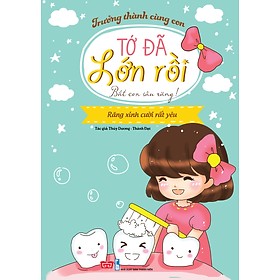 Trưởng thành cùng con
TỚ ĐÃ
Lớn rồi
Bắt con sâu răng!
Răng xinh cười rất yêu
Tác giả: Thùy Dương - Thành Đạt